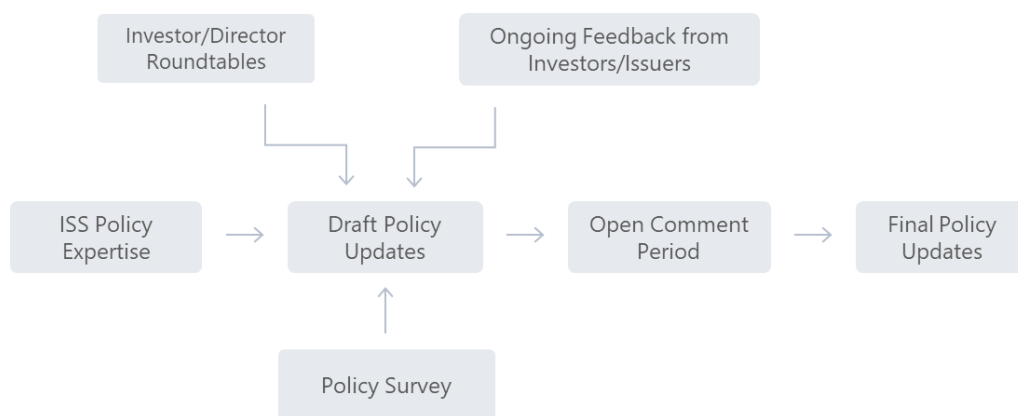 Investor/Director
Roundtables
Ongoing Feedback from
Investors/Issuers
ISS Policy
Expertise
Draft Policy
Updates
Open Comment
Period
Final Policy
Updates
Policy Survey